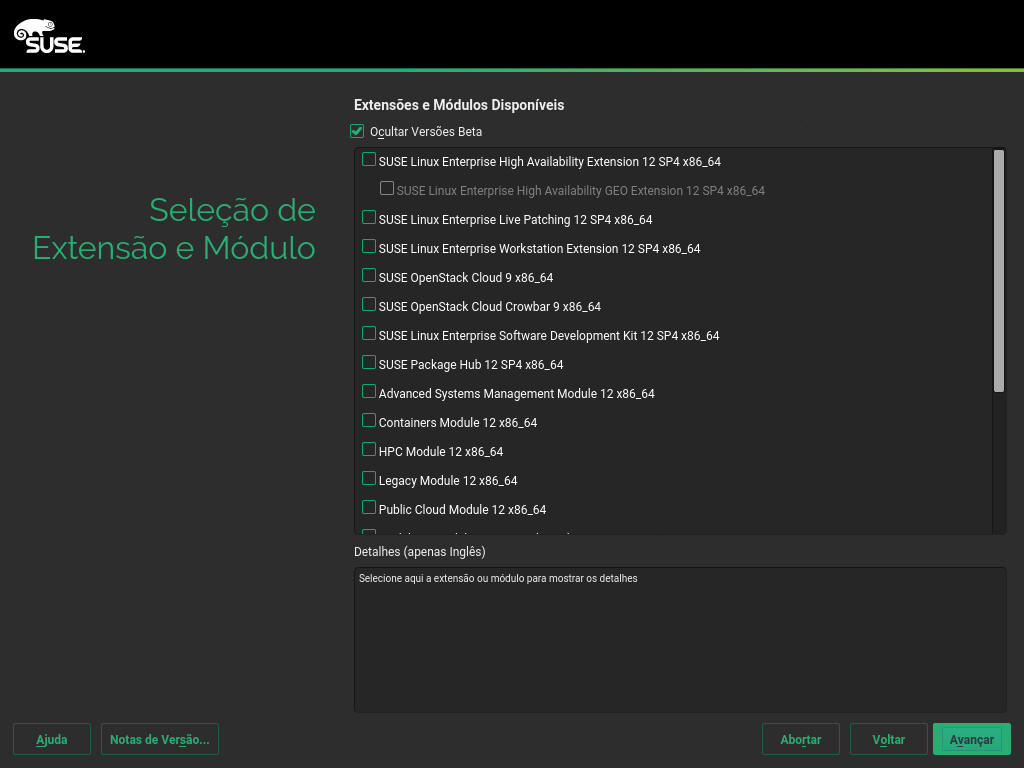 SUSE
Seleção de
Extensão e Módulo
Extensões e Módulos Disponíveis
Ocultar Versões Beta
SUSE Linux Enterprise High Availability Extension 12 SP4 x86_64
SUSE Linux Enterprise High Availability GEO Extension 12 SP4 x86_64
SUSE Linux Enterprise Live Patching 12 SP4 x86_64
SUSE Linux Enterprise Workstation Extension 12 SP4 x86_64
SUSE OpenStack Cloud 9 x86_64
SUSE OpenStack Cloud Crowbar 9 x86_64
SUSE Linux Enterprise Software Development Kit 12 SP4 x86_64
SUSE Package Hub 12 SP4 x86_64
Advanced Systems Management Module 12 x86_64
Containers Module 12 x86_64
HPC Module 12 x86_64
Legacy Module 12 x86_64
Public Cloud Module 12 x86_64
Detalhes (apenas Inglês)
Selecione aqui a extensão ou módulo para mostrar os detalhes
Ajuda
Notas de Versão...
Abortar
Voltar
Avançar